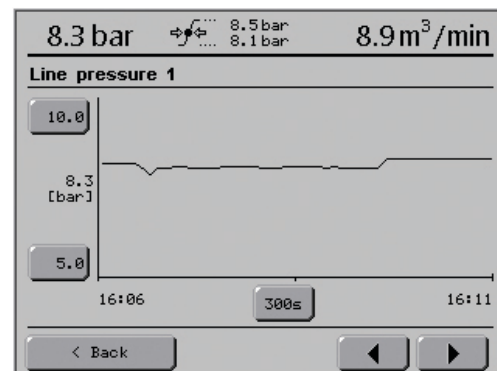 8.3 bar 8.5 bar 8.9 m³/min
8.1 bar
Line pressure 1
10.0
8.3
[bar]
5.0
16:06 300s 16:11
< Back